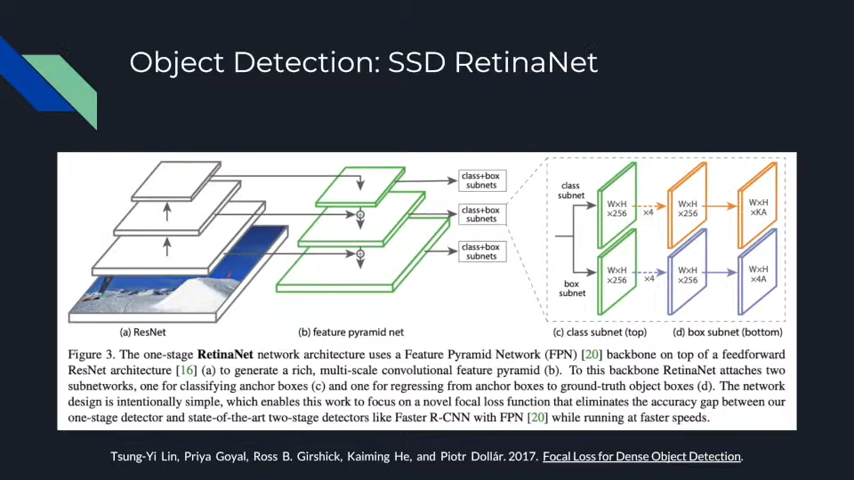 Object Detection: SSD RetinaNet
class+box
subnets
class+box
subnets
class+box
subnets
class
subnet
W×H
×256
×4
W×H
×256
W×H
×KA
box
subnet
W×H
×256
×4
W×H
×256
W×H
×4A
(a) ResNet
(b) feature pyramid net
(c) class subnet (top)
(d) box subnet (bottom)
Figure 3. The one-stage RetinaNet network architecture uses a Feature Pyramid Network (FPN) [20] backbone on top of a feedforward
ResNet architecture [16] (a) to generate a rich, multi-scale convolutional feature pyramid (b). To this backbone RetinaNet attaches two
subnetworks, one for classifying anchor boxes (c) and one for regressing from anchor boxes to ground-truth object boxes (d). The network
design is intentionally simple, which enables this work to focus on a novel focal loss function that eliminates the accuracy gap between our
one-stage detector and state-of-the-art two-stage detectors like Faster R-CNN with FPN [20] while running at faster speeds.
Tsung-Yi Lin, Priya Goyal, Ross B. Girshick, Kaiming He, and Piotr Dollár. 2017. Focal Loss for Dense Object Detection.